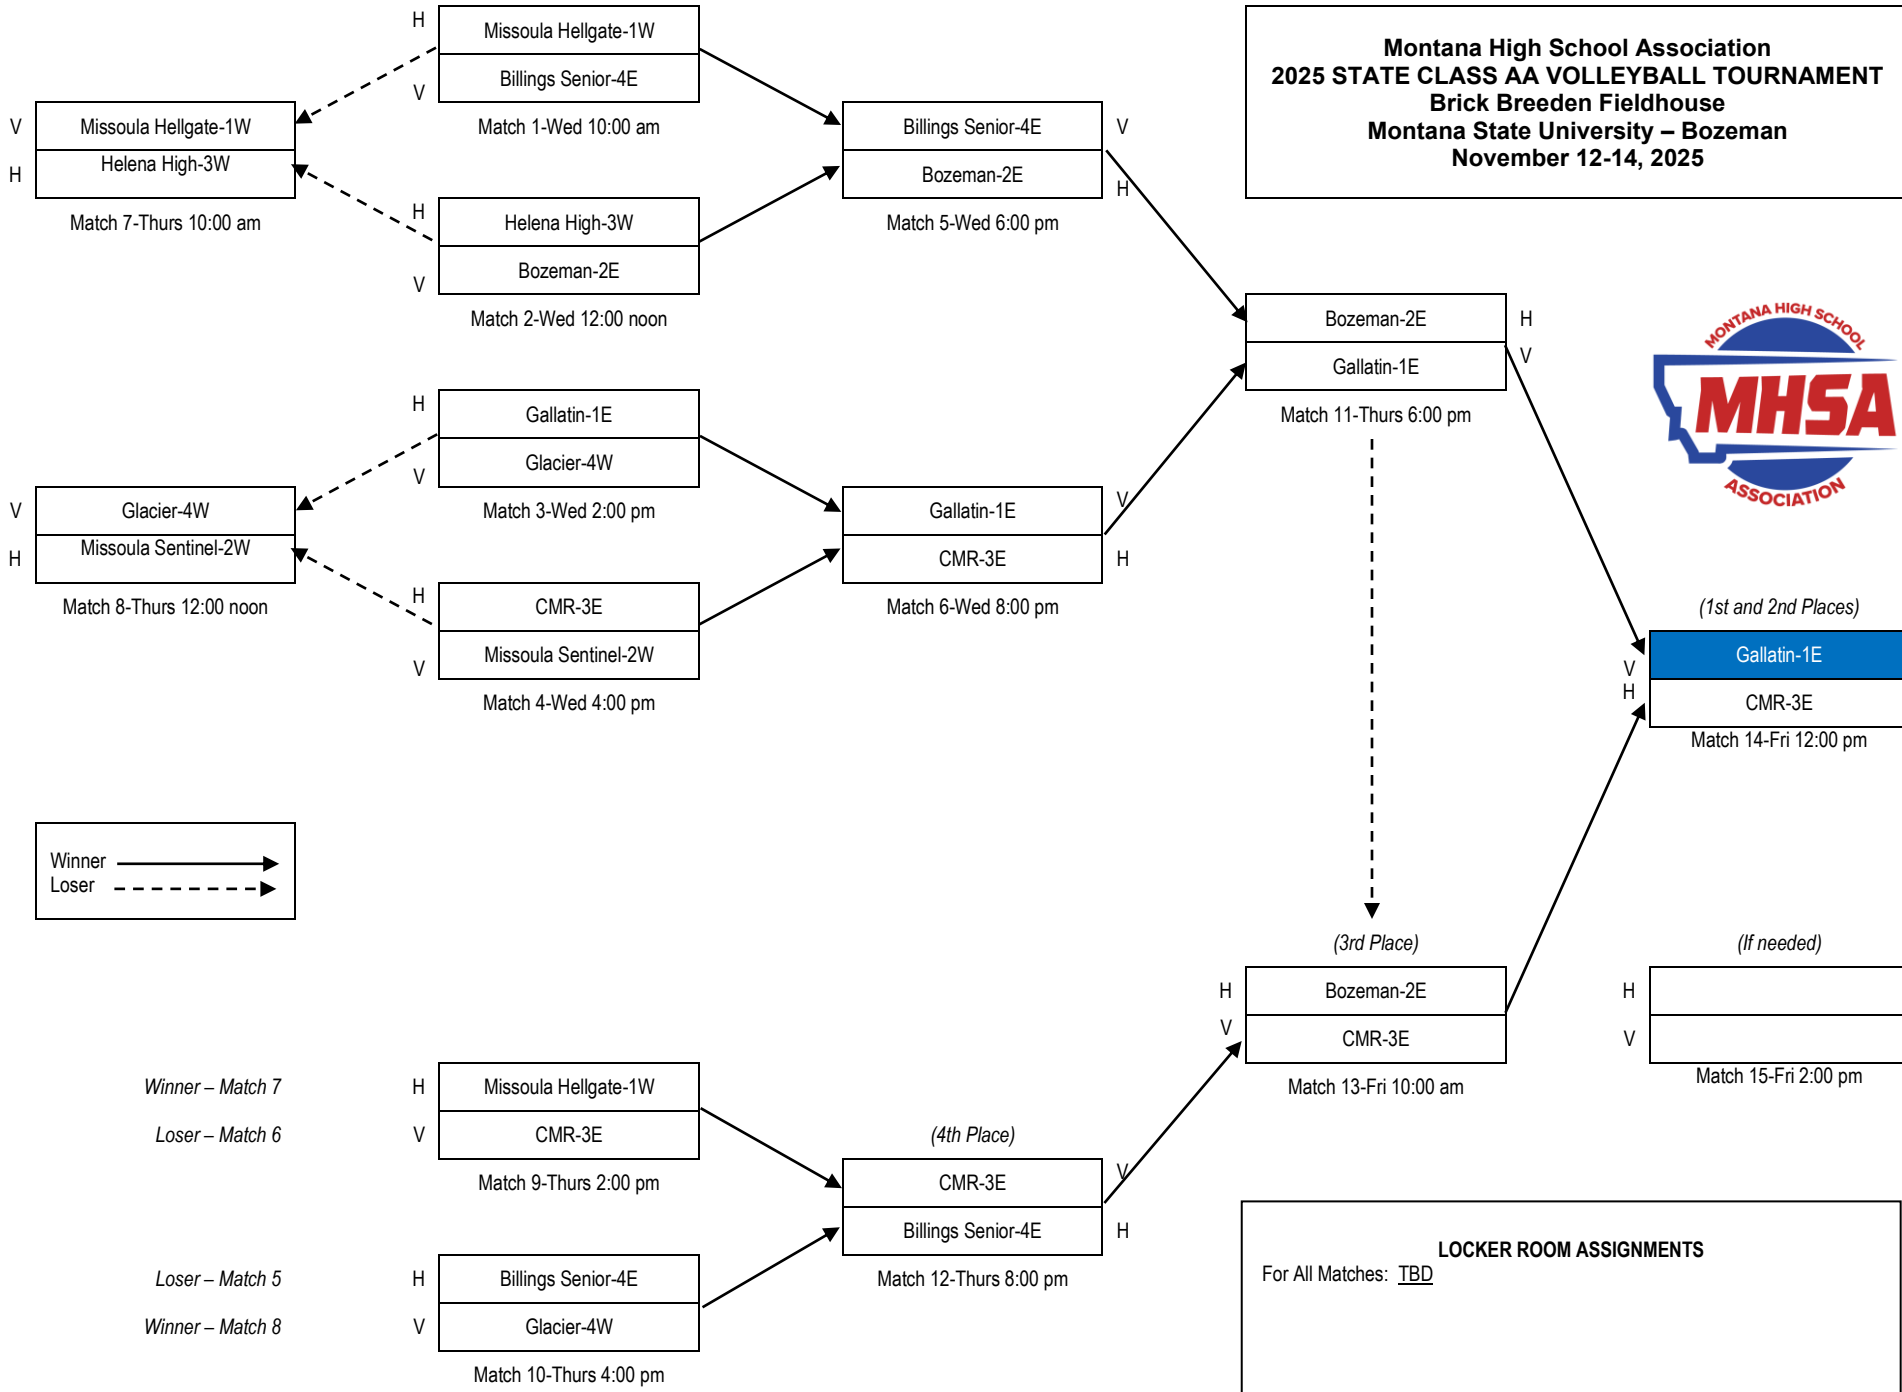 Montana High School Association
2025 STATE CLASS AA VOLLEYBALL TOURNAMENT
Brick Breeden Fieldhouse
Montana State University – Bozeman
November 12-14, 2025
H
Missoula Hellgate-1W
V
Billings Senior-4E
Match 1-Wed 10:00 am
V
Missoula Hellgate-1W
H
Helena High-3W
Match 7-Thurs 10:00 am
H
Helena High-3W
V
Bozeman-2E
Match 2-Wed 12:00 noon
Billings Senior-4E
V
Bozeman-2E
H
Match 5-Wed 6:00 pm
Bozeman-2E
H
Gallatin-1E
V
Match 11-Thurs 6:00 pm
MONTANA HIGH SCHOOL
MHSA
ASSOCIATION
H
Gallatin-1E
V
Glacier-4W
Match 3-Wed 2:00 pm
V
Glacier-4W
H
Missoula Sentinel-2W
Match 8-Thurs 12:00 noon
Gallatin-1E
V
CMR-3E
H
Match 6-Wed 8:00 pm
H
CMR-3E
V
Missoula Sentinel-2W
Match 4-Wed 4:00 pm
(1st and 2nd Places)
V
Gallatin-1E
H
CMR-3E
Match 14-Fri 12:00 pm
Winner
Loser
(3rd Place)
H
Bozeman-2E
V
CMR-3E
Match 13-Fri 10:00 am
(If needed)
H
V
Match 15-Fri 2:00 pm
Winner – Match 7
H
Missoula Hellgate-1W
Loser – Match 6
V
CMR-3E
Match 9-Thurs 2:00 pm
(4th Place)
CMR-3E
V
Billings Senior-4E
H
Match 12-Thurs 8:00 pm
Loser – Match 5
H
Billings Senior-4E
Winner – Match 8
V
Glacier-4W
Match 10-Thurs 4:00 pm
LOCKER ROOM ASSIGNMENTS
For All Matches: TBD